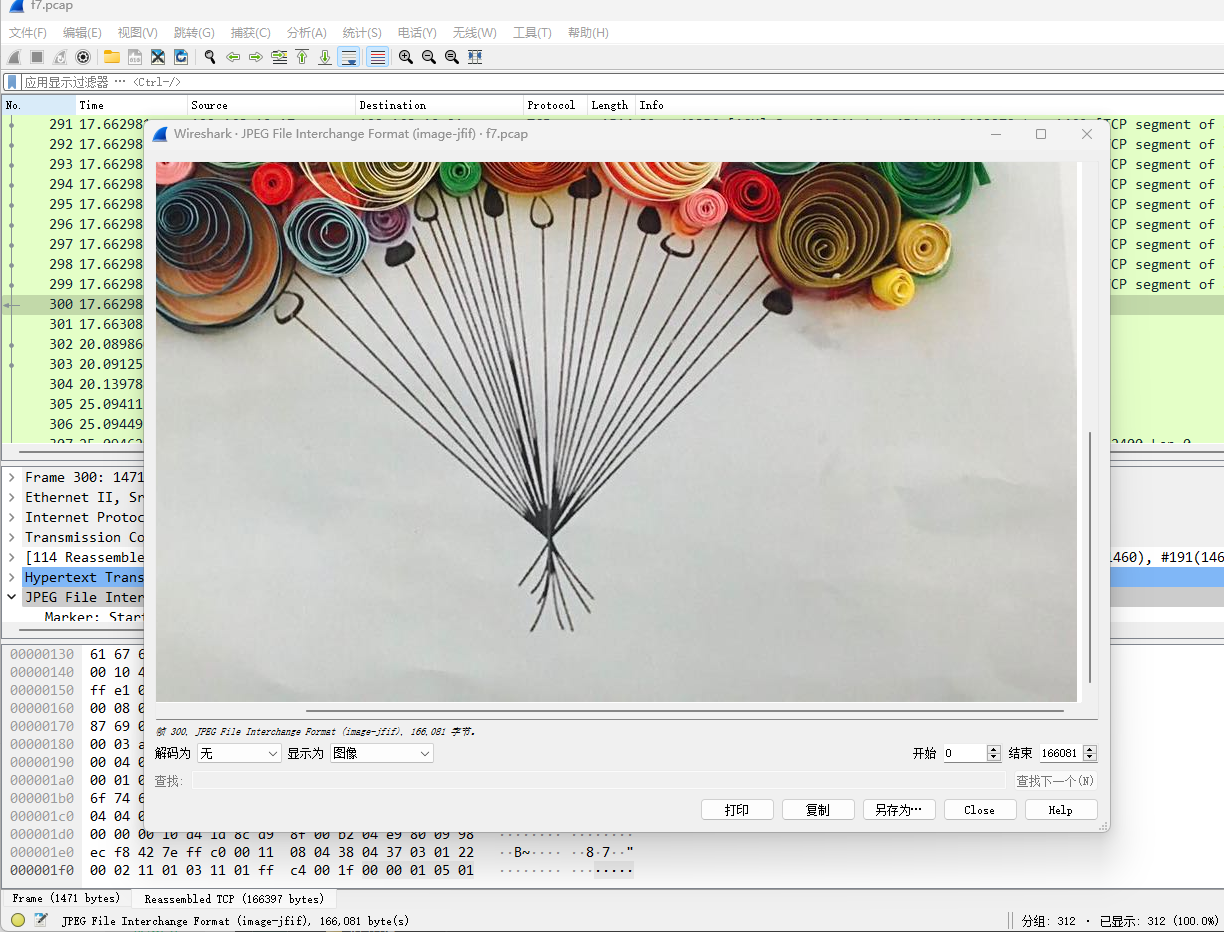 f7.pcap
文件(F) 编辑(E) 视图(V) 跳转(G) 捕获(C) 分析(A) 统计(S) 电话(Y) 无线(W) 工具(T) 帮助(H)
应用显示过滤器 … <Ctrl-/>
No. Time Source Destination Protocol Length Info
291 17.66298 CP segment of
Wireshark · JPEG File Interchange Format (image-jfif) · f7.pcap
292 17.66298 CP segment of
293 17.66298 CP segment of
294 17.66298 CP segment of
295 17.66298 CP segment of
296 17.66298 CP segment of
297 17.66298 CP segment of
298 17.66298 CP segment of
299 17.66298 CP segment of
300 17.66298
301 17.66308
302 20.08986
303 20.09125
304 20.13978
305 25.09411
306 25.09449
Frame 300: 1471
Ethernet II, Sr
Internet Protoc
Transmission Co
[114 Reassemble 460), #191(146
Hypertext Trans
JPEG File Inter
Marker: Start
00000130 61 67 6
00000140 00 10 4
00000150 ff e1 0
00000160 00 08 0
00000170 87 69 0
00000180 00 03 a
00000190 00 04 0
000001a0 00 01 0
000001b0 6f 74 6
000001c0 04 04 0
000001d0 00 00 00 10 d4 1d 8c d9 8f 00 b2 04 e9 80 09 98 ········ ········
000001e0 ec f8 42 7e ff c0 00 11 08 04 38 04 37 03 01 22 ··B~···· ··8·7··"
000001f0 00 02 11 01 03 11 01 ff c4 00 1f 00 00 01 05 01 ········ ········
帧 300, JPEG File Interchange Format (image-jfif), 166,081 字节.
解码为 无 显示为 图像 开始 0 结束 166081
查找: 查找下一个(N)
打印 复制 另存为… Close Help
Frame (1471 bytes) Reassembled TCP (166397 bytes)
JPEG File Interchange Format (image-jfif), 166,081 byte(s) 分组: 312 · 已显示: 312 (100.0%)